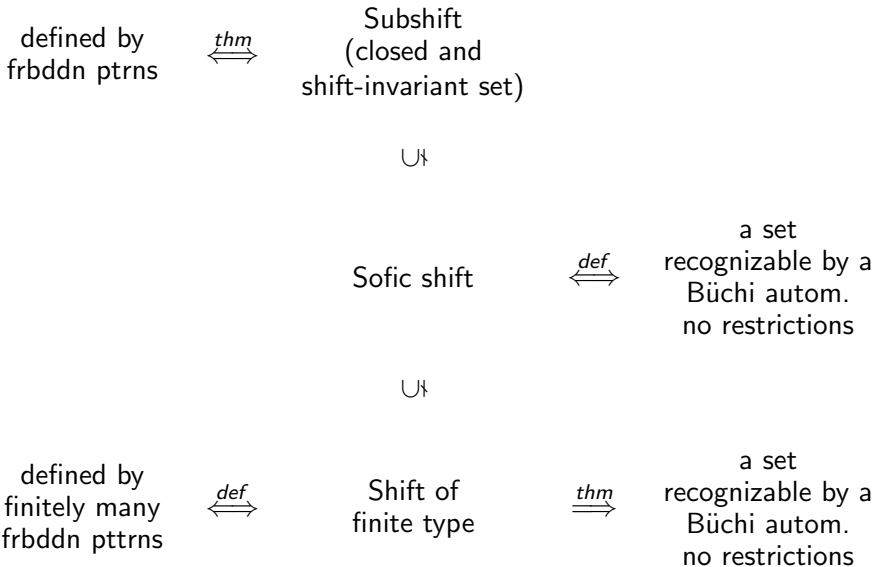 defined by
frbddn ptrns
thm
⟺
Subshift
(closed and
shift-invariant set)
∪∤
Sofic shift
def
⟺
a set
recognizable by a
Büchi autom.
no restrictions
∪∤
defined by
finitely many
frbddn pttrns
def
⟺
Shift of
finite type
thm
⟹
a set
recognizable by a
Büchi autom.
no restrictions